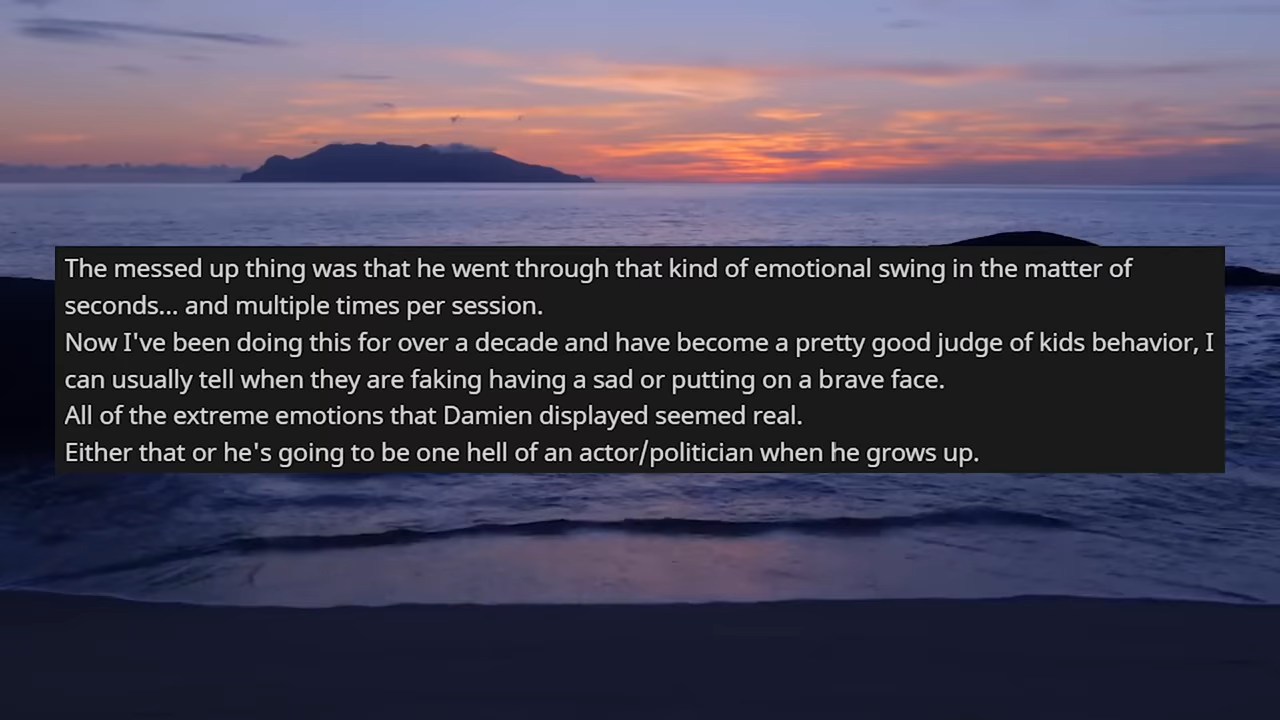 The messed up thing was that he went through that kind of emotional swing in the matter of
seconds... and multiple times per session.
Now I've been doing this for over a decade and have become a pretty good judge of kids behavior, I
can usually tell when they are faking having a sad or putting on a brave face.
All of the extreme emotions that Damien displayed seemed real.
Either that or he's going to be one hell of an actor/politician when he grows up.